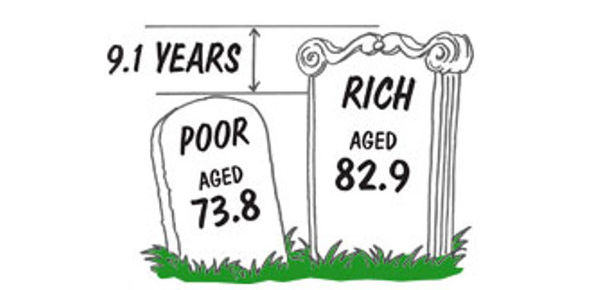 9.1 YEARS
POOR
AGED
73.8
RICH
AGED
82.9